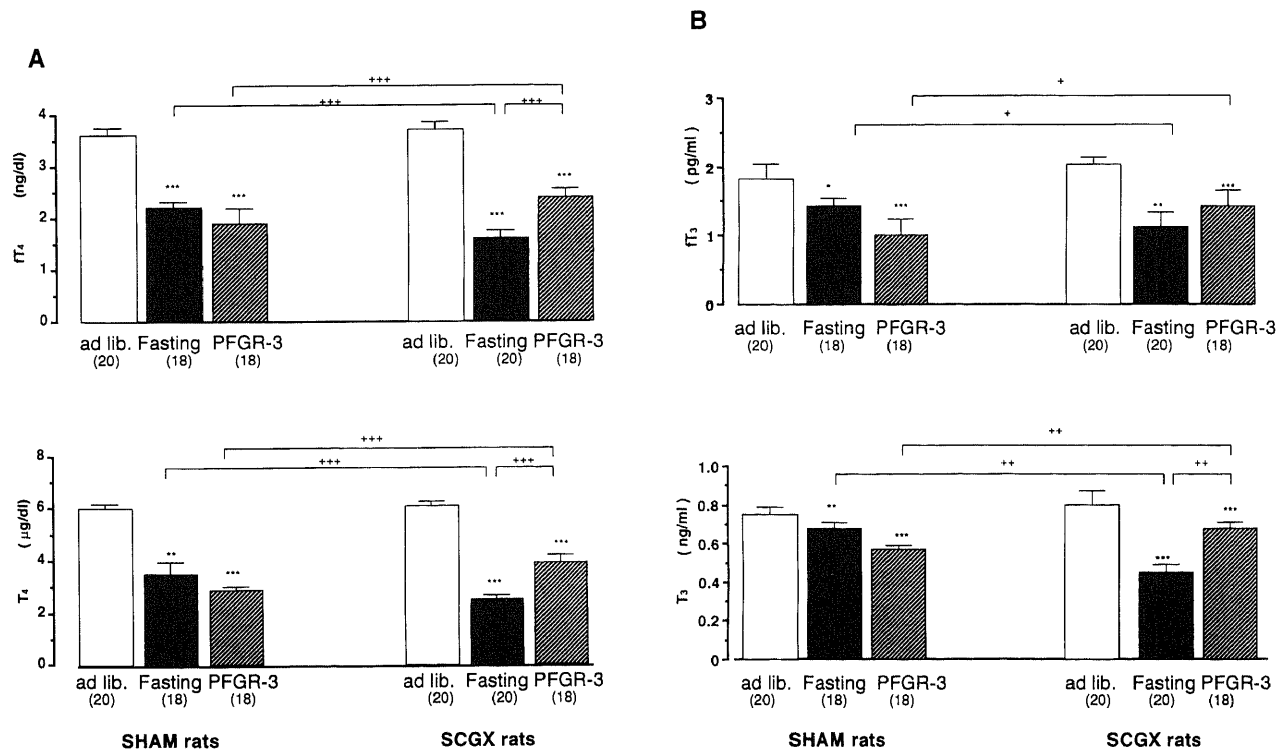 A
+++
+++ +++
4
3
2
1
0
fT4 (ng/dl)
*** *** *** ***
ad lib. Fasting PFGR-3 ad lib. Fasting PFGR-3
(20) (18) (18) (20) (20) (18)
+++
+++ +++
8
6
4
2
0
T4 (µg/dl)
** *** *** ***
ad lib. Fasting PFGR-3 ad lib. Fasting PFGR-3
(20) (18) (18) (20) (20) (18)
SHAM rats SCGX rats
B
+
+
3
2
1
0
fT3 (pg/ml)
* *** ** ***
ad lib. Fasting PFGR-3 ad lib. Fasting PFGR-3
(20) (18) (18) (20) (20) (18)
++
++ ++
1.0
0.8
0.6
0.4
0.2
0
T3 (ng/ml)
** *** *** ***
ad lib. Fasting PFGR-3 ad lib. Fasting PFGR-3
(20) (18) (18) (20) (20) (18)
SHAM rats SCGX rats